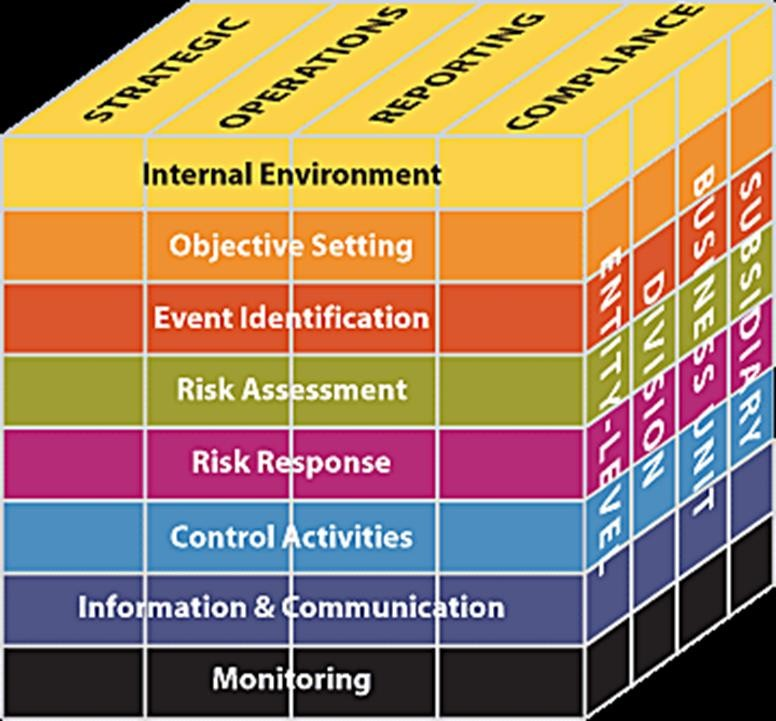 STRATEGIC
OPERATIONS
REPORTING
COMPLIANCE
Internal Environment
Objective Setting
Event Identification
Risk Assessment
Risk Response
Control Activities
Information & Communication
Monitoring
ENTITY-LEVEL
DIVISION
BUSINESS UNIT
SUBSIDIARY